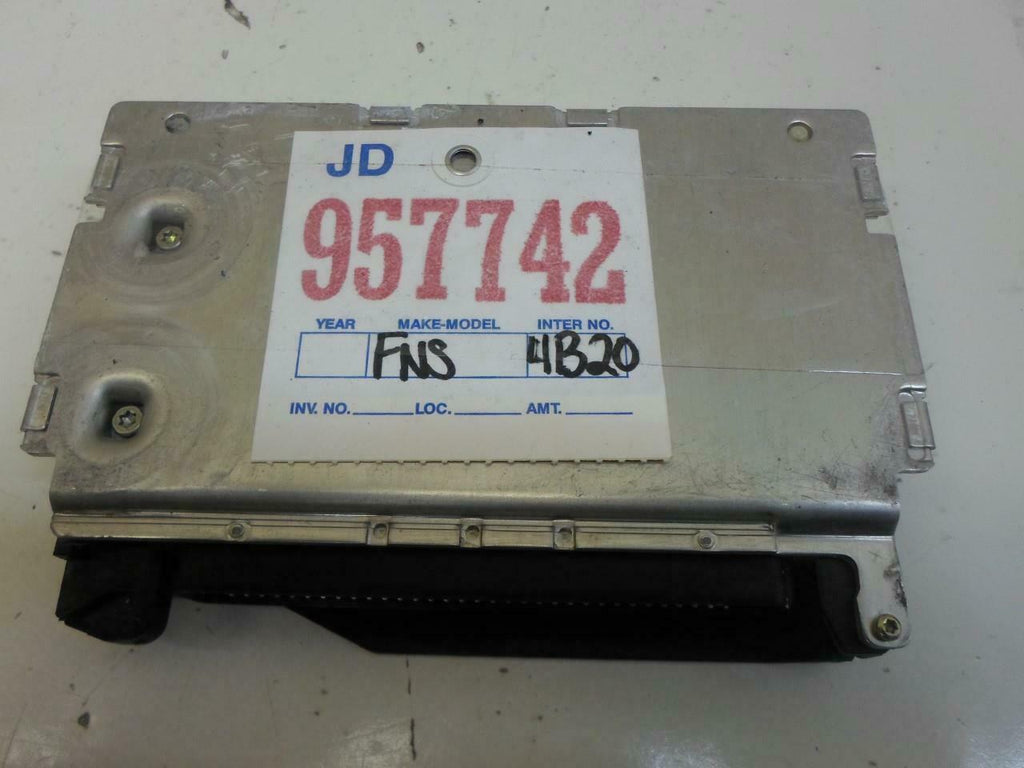 JD
957742
YEAR MAKE-MODEL INTER NO.
FNS 4B20
INV. NO. LOC. AMT.